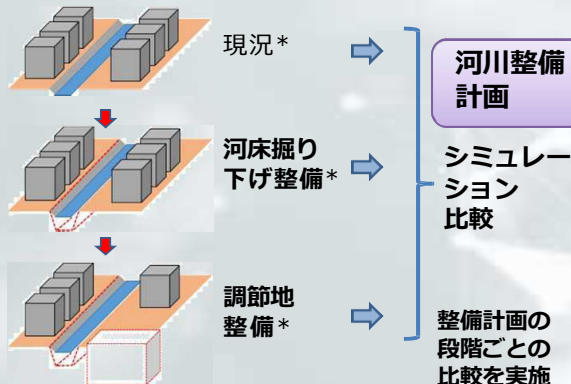 現況*
河床掘り
下げ整備*
調節地
整備*
河川整備
計画
シミュレー
ション
比較
整備計画の
段階ごとの
比較を実施